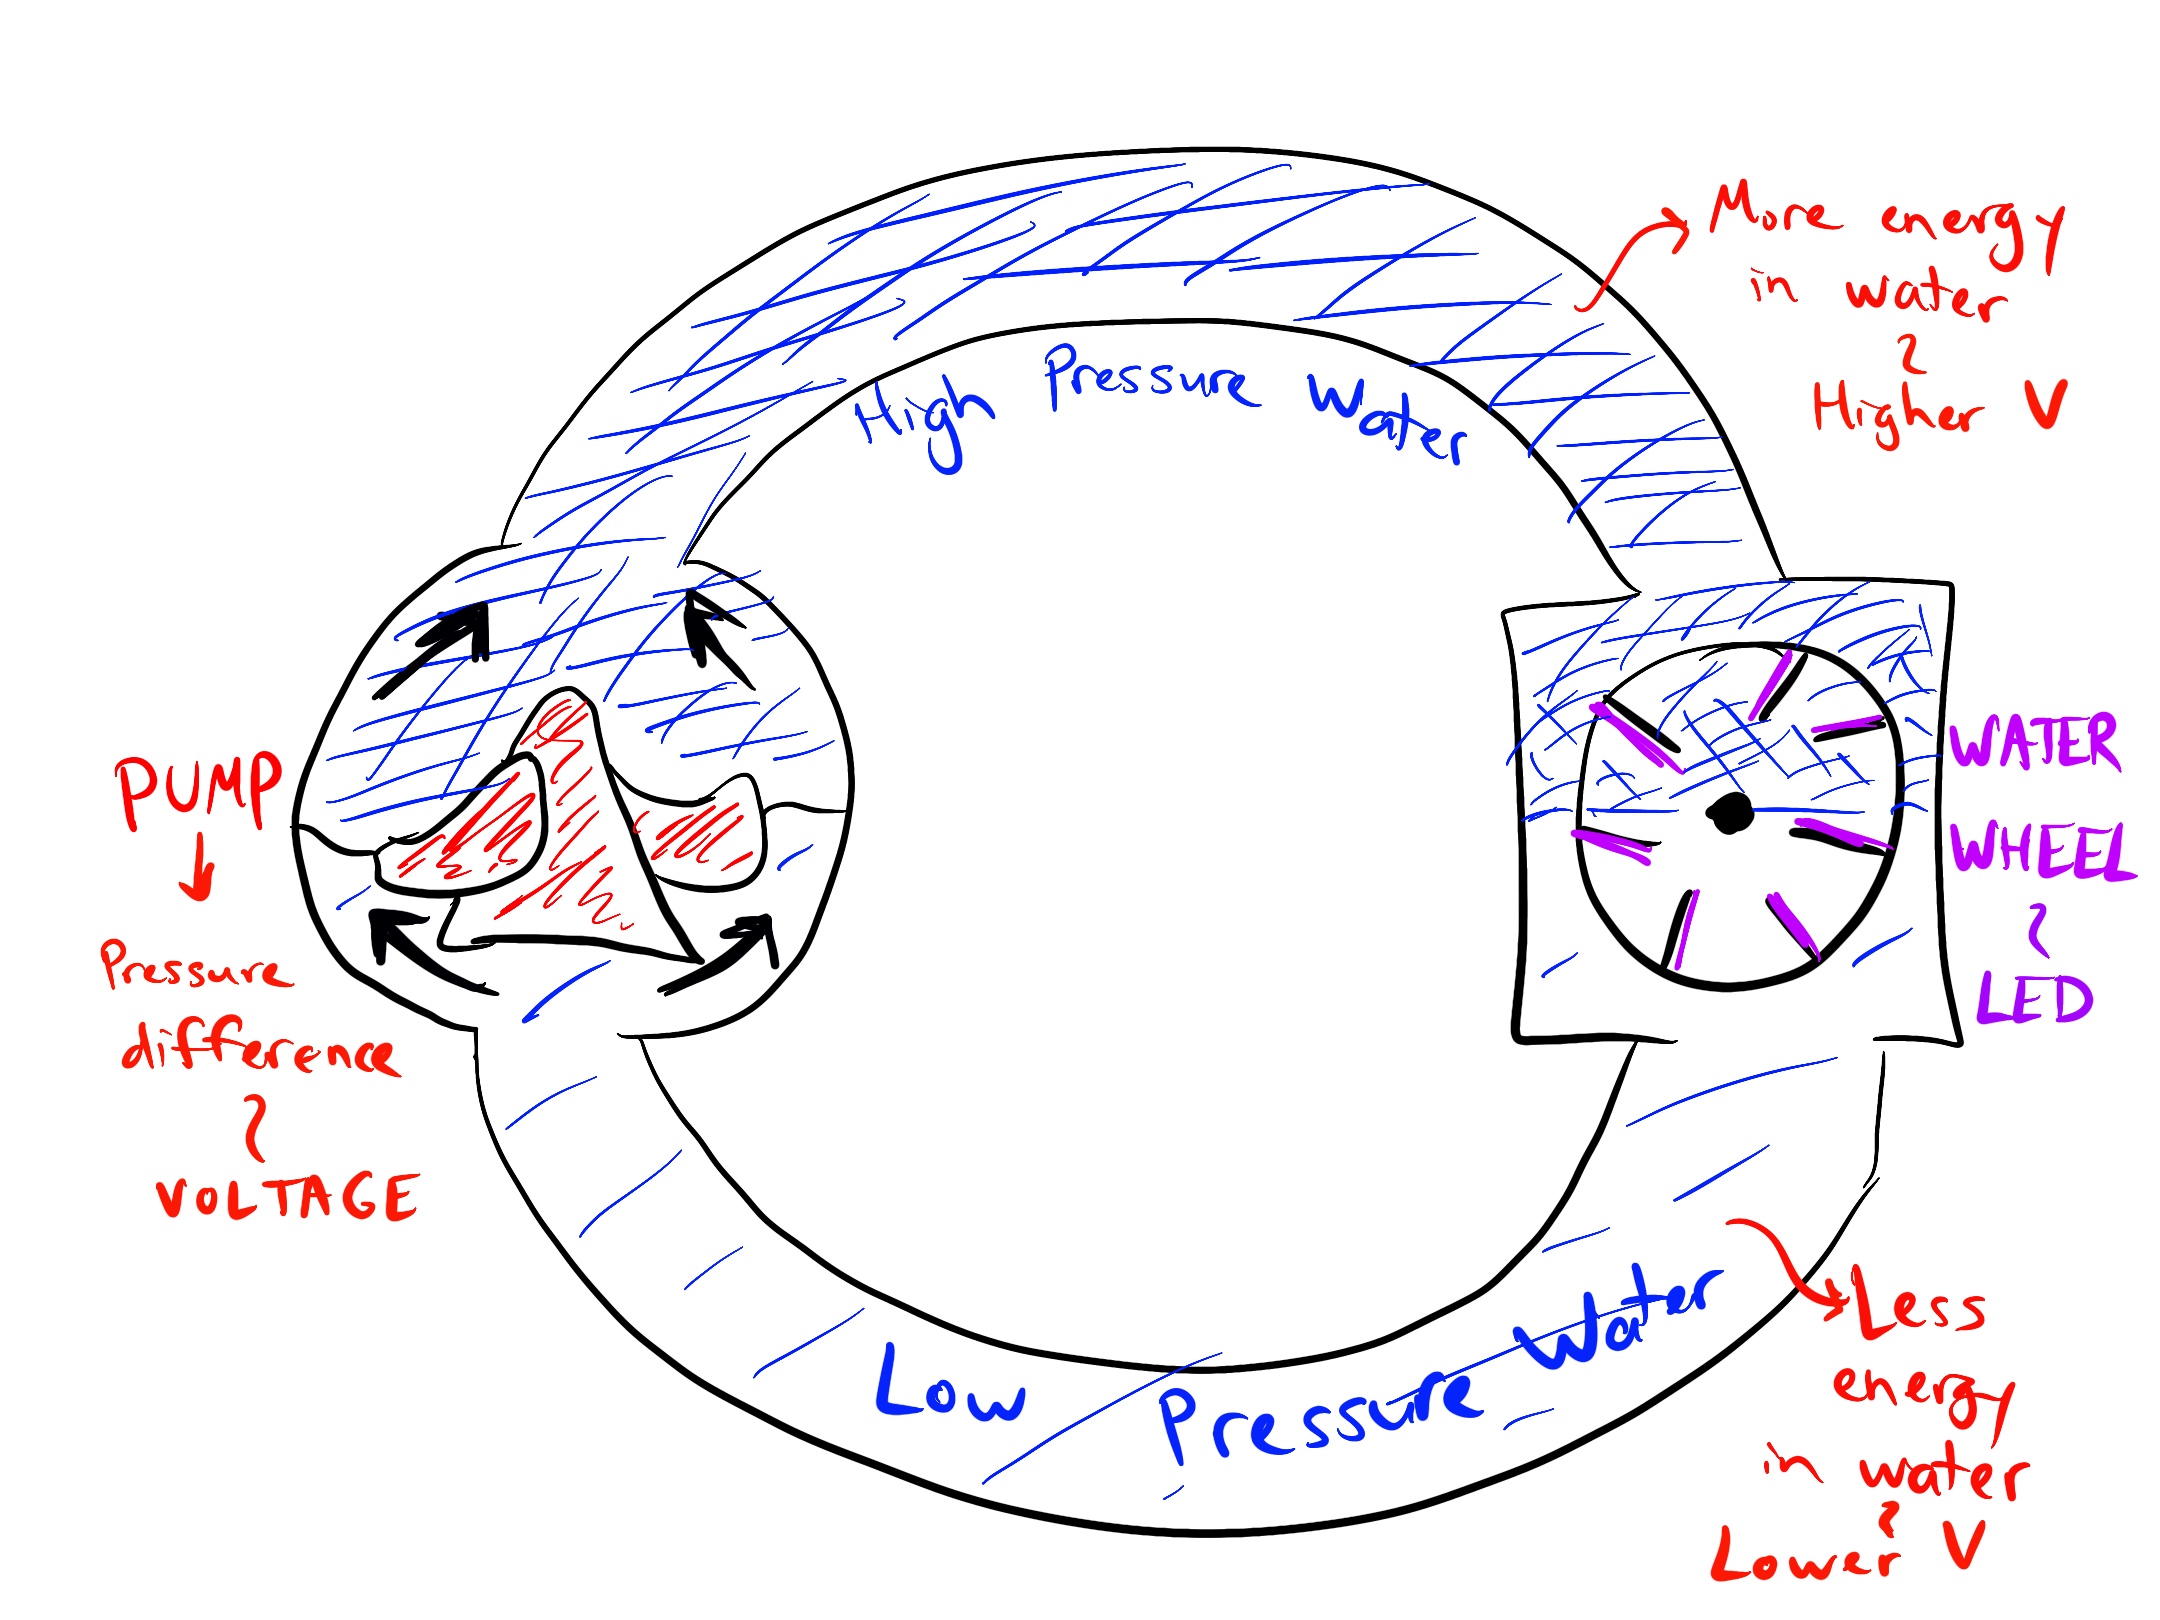 More energy
in water
Higher V
High Pressure Water
PUMP
Pressure
difference
VOLTAGE
WATER
WHEEL
LED
Low Pressure Water
Less
energy
in water
Lower V